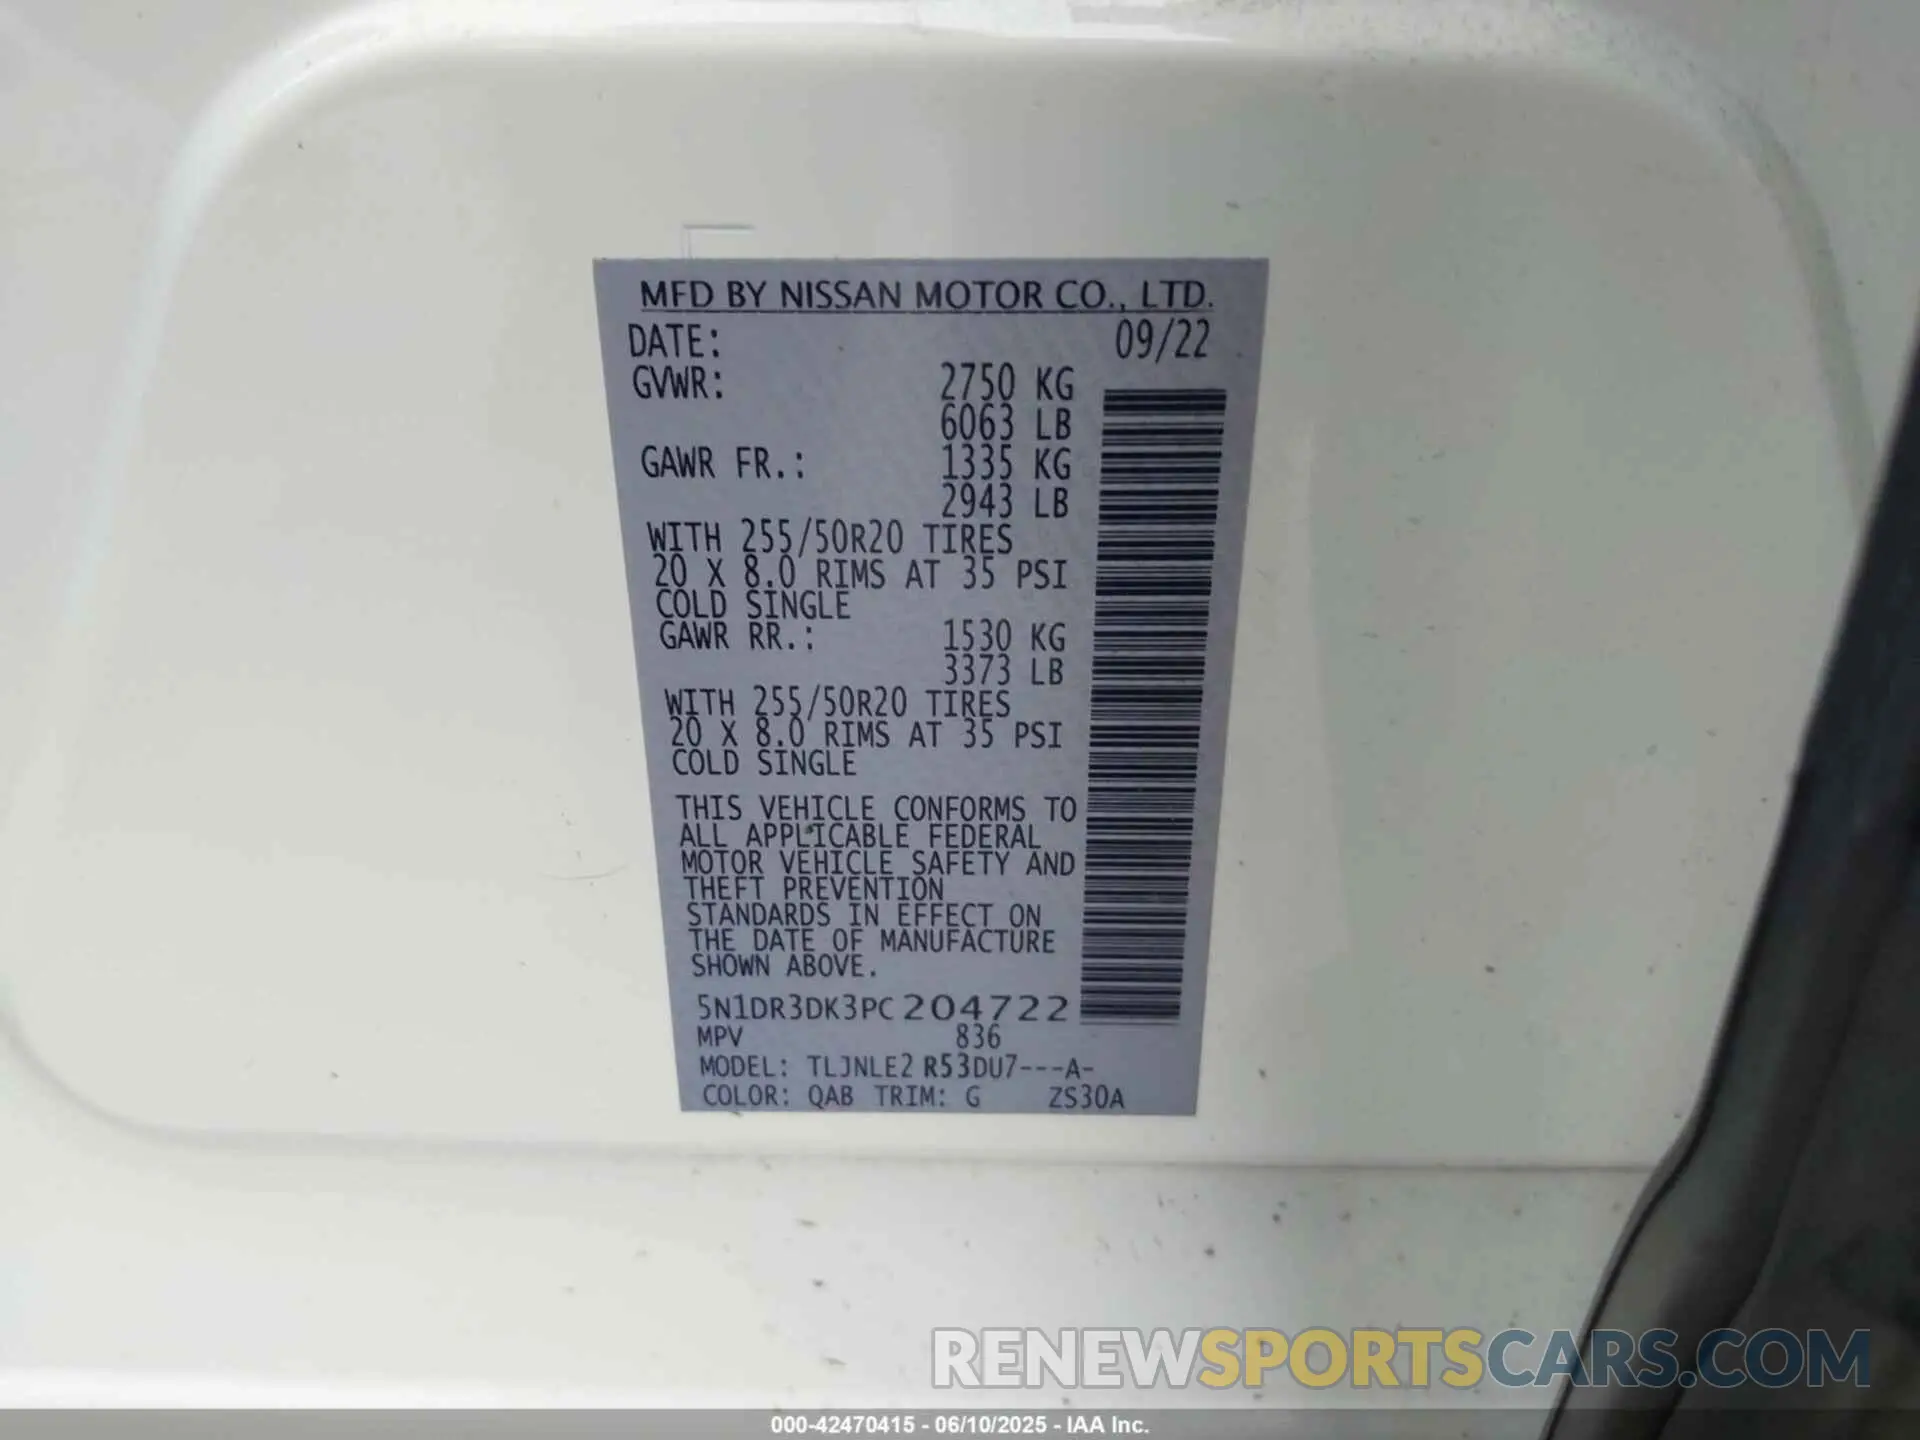 MFD BY NISSAN MOTOR CO., LTD.
DATE: 09/22
GVWR: 2750 KG
6063 LB
GAWR FR.: 1335 KG
2943 LB
WITH 255/50R20 TIRES
20 X 8.0 RIMS AT 35 PSI
COLD SINGLE
GAWR RR.: 1530 KG
3373 LB
WITH 255/50R20 TIRES
20 X 8.0 RIMS AT 35 PSI
COLD SINGLE
THIS VEHICLE CONFORMS TO
ALL APPLICABLE FEDERAL
MOTOR VEHICLE SAFETY AND
THEFT PREVENTION
STANDARDS IN EFFECT ON
THE DATE OF MANUFACTURE
SHOWN ABOVE.
5N1DR3DK3PC204722
MPV 836
MODEL: TLJNLE2 R53DU7---A-
COLOR: QAB TRIM: G ZS30A
RENEWSPORTSCARS.COM
000-42470415 - 06/10/2025 - IAA Inc.